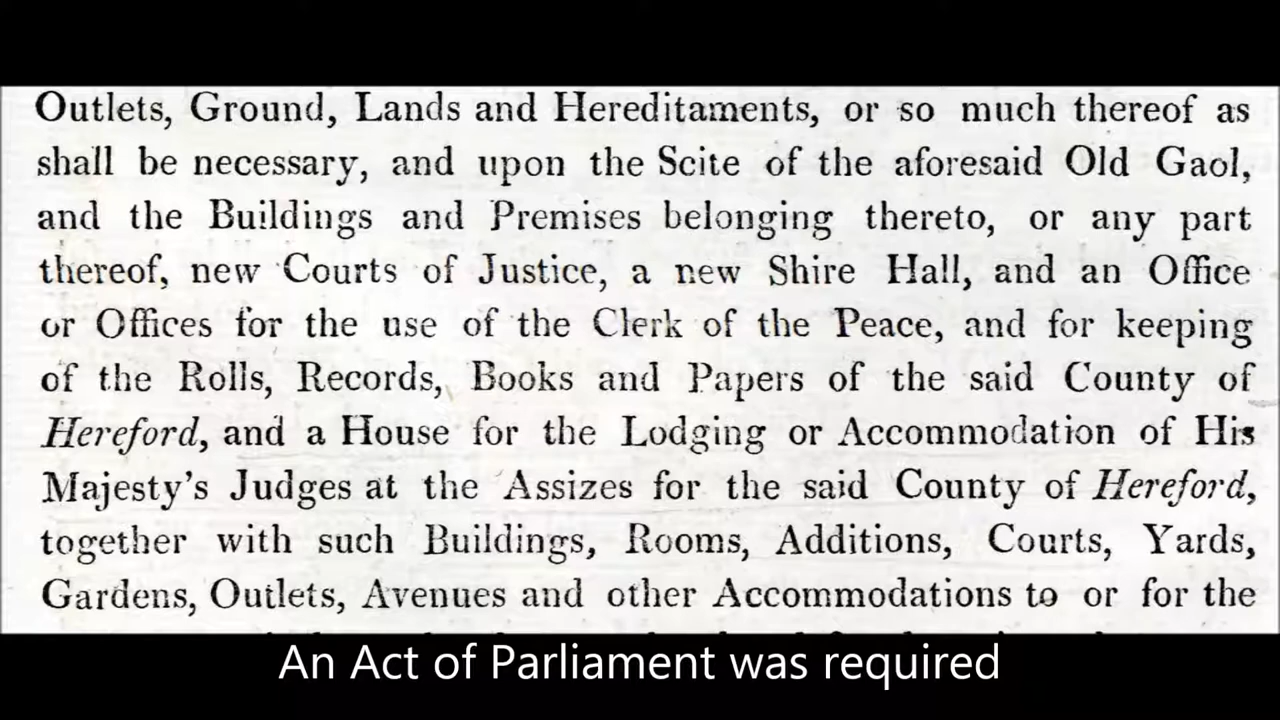 Outlets, Ground, Lands and Hereditaments, or so much thereof as
shall be necessary, and upon the Scite of the aforesaid Old Gaol,
and the Buildings and Premises belonging thereto, or any part
thereof, new Courts of Justice, a new Shire Hall, and an Office
or Offices for the use of the Clerk of the Peace, and for keeping
of the Rolls, Records, Books and Papers of the said County of
Hereford, and a House for the Lodging or Accommodation of His
Majesty's Judges at the Assizes for the said County of Hereford,
together with such Buildings, Rooms, Additions, Courts, Yards,
Gardens, Outlets, Avenues and other Accommodations to or for the
An Act of Parliament was required